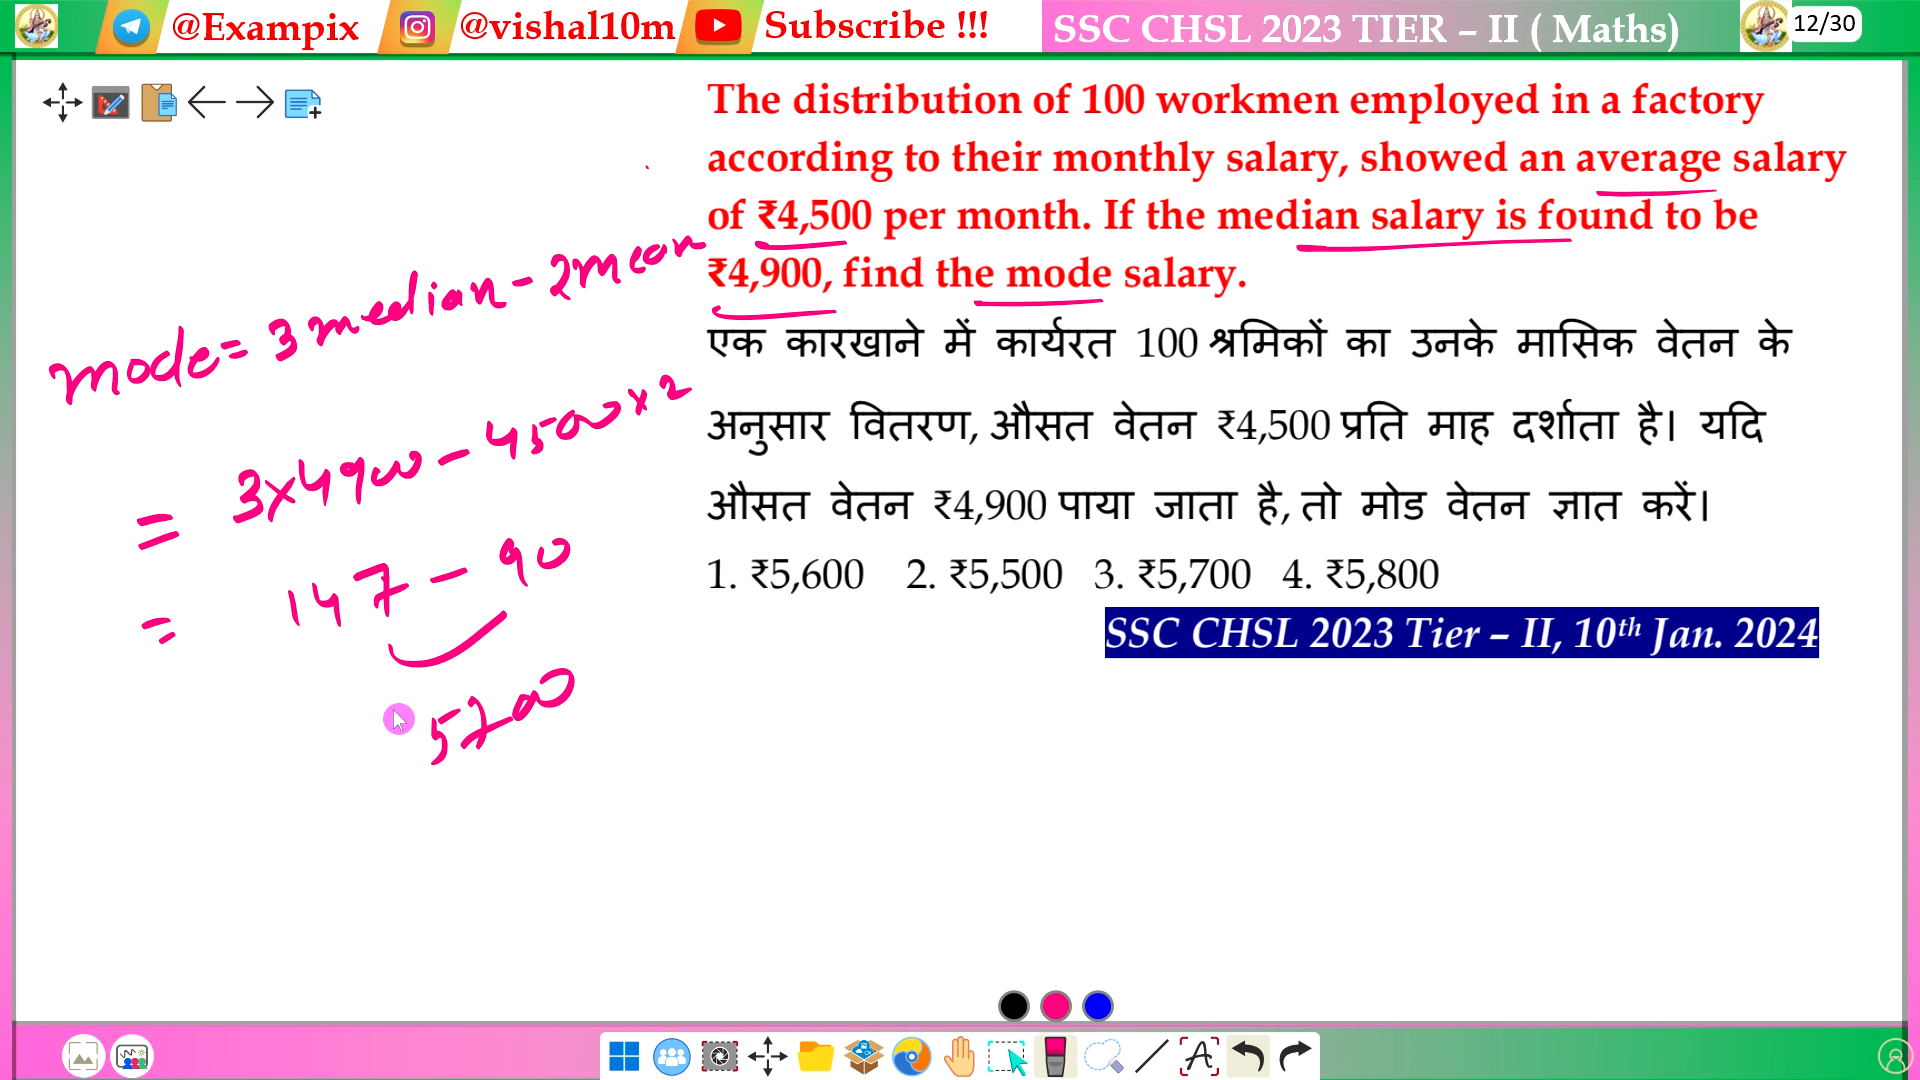 @Exampix @vishal10m Subscribe !!! SSC CHSL 2023 TIER – II ( Maths) 12/30
The distribution of 100 workmen employed in a factory
according to their monthly salary, showed an average salary
of ₹4,500 per month. If the median salary is found to be
₹4,900, find the mode salary.
एक कारखाने में कार्यरत 100 श्रमिकों का उनके मासिक वेतन के
अनुसार वितरण, औसत वेतन ₹4,500 प्रति माह दर्शाता है। यदि
औसत वेतन ₹4,900 पाया जाता है, तो मोड वेतन ज्ञात करें।
1. ₹5,600 2. ₹5,500 3. ₹5,700 4. ₹5,800
SSC CHSL 2023 Tier – II, 10th Jan. 2024
mode = 3 median - 2 mean
= 3×4900 - 4500×2
= 147 - 90
5700